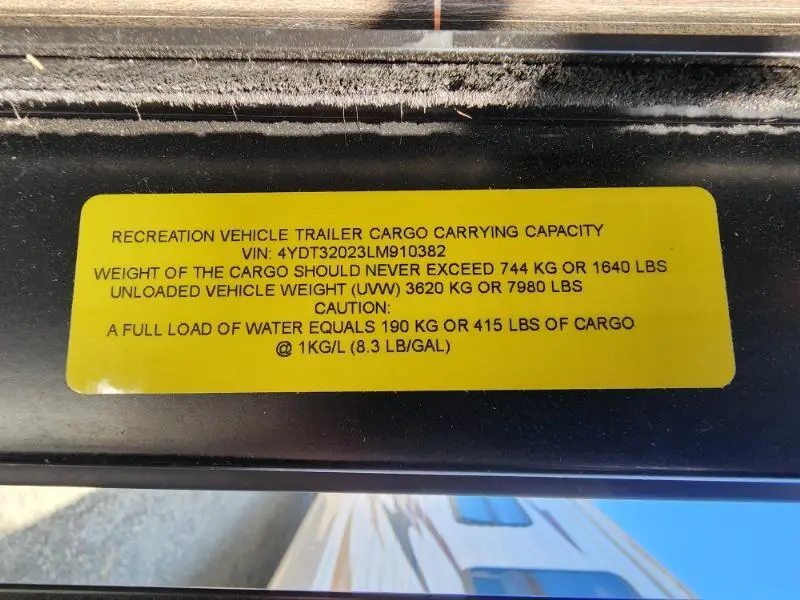 RECREATION VEHICLE TRAILER CARGO CARRYING CAPACITY
VIN: 4YDT32023LM910382
WEIGHT OF THE CARGO SHOULD NEVER EXCEED 744 KG OR 1640 LBS
UNLOADED VEHICLE WEIGHT (UVW) 3620 KG OR 7980 LBS
CAUTION:
A FULL LOAD OF WATER EQUALS 190 KG OR 415 LBS OF CARGO
@ 1KG/L (8.3 LB/GAL)